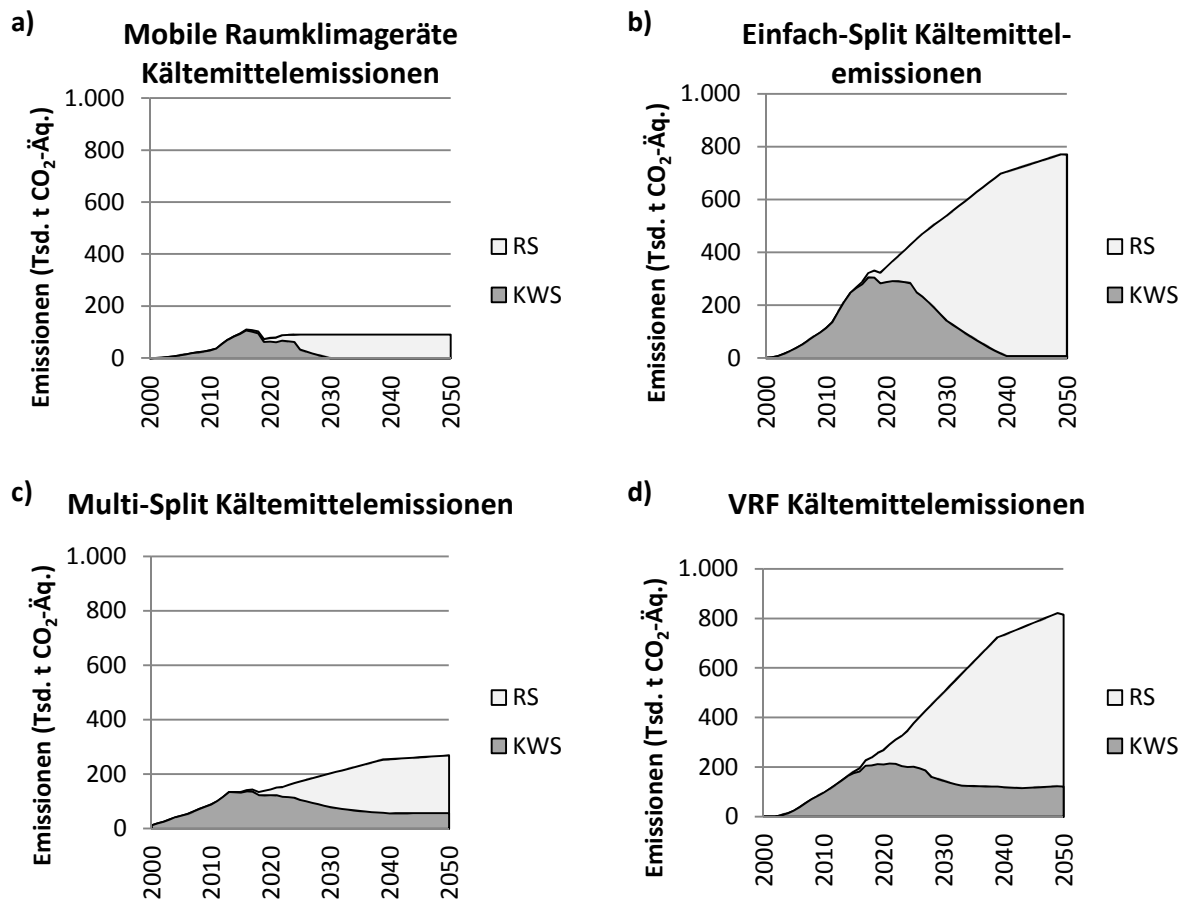 a)
Mobile Raumklimageräte
Kältemittelemissionen
Emissionen (Tsd. t CO₂-Äq.)
1.000
800
600
400
200
0
2000
2010
2020
2030
2040
2050
RS
KWS
b)
Einfach-Split Kältemittel-
emissionen
Emissionen (Tsd. t CO₂-Äq.)
1.000
800
600
400
200
0
2000
2010
2020
2030
2040
2050
RS
KWS
c)
Multi-Split Kältemittelemissionen
Emissionen (Tsd. t CO₂-Äq.)
1.000
800
600
400
200
0
2000
2010
2020
2030
2040
2050
RS
KWS
d)
VRF Kältemittelemissionen
Emissionen (Tsd. t CO₂-Äq.)
1.000
800
600
400
200
0
2000
2010
2020
2030
2040
2050
RS
KWS